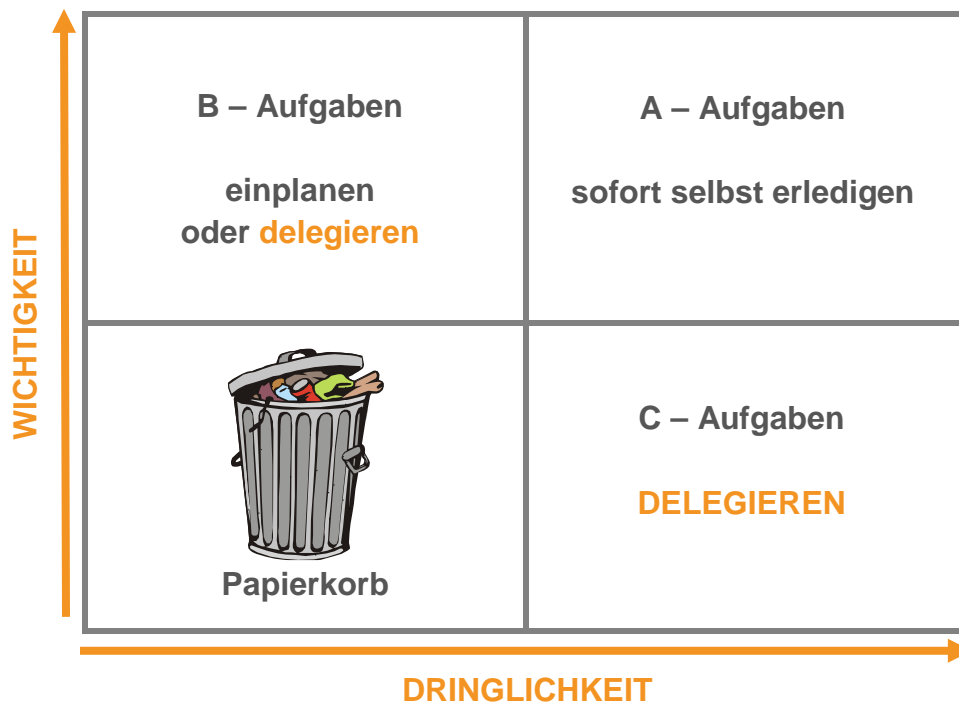 WICHTIGKEIT
B – Aufgaben
einplanen
oder delegieren
A – Aufgaben
sofort selbst erledigen
Papierkorb
C – Aufgaben
DELEGIEREN
DRINGLICHKEIT